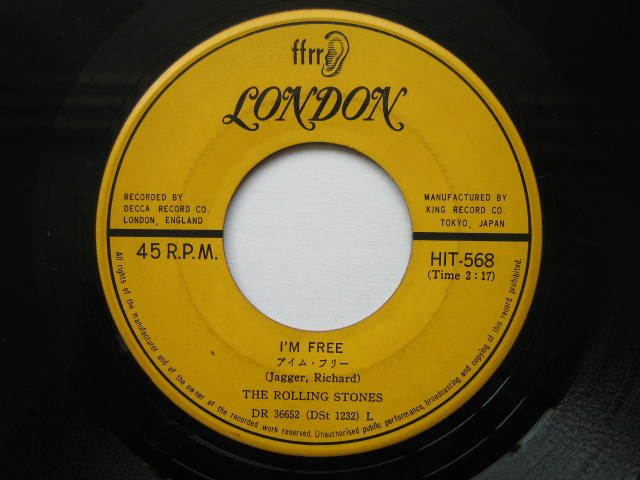 ffrr
LONDON
RECORDED BY
DECCA RECORD CO.
LONDON, ENGLAND
MANUFACTURED BY
KING RECORD CO.
TOKYO, JAPAN
45 R.P.M.
HIT-568
(Time 2 : 17)
I'M FREE
アイム・フリー
(Jagger, Richard)
THE ROLLING STONES
DR 36652 (DSt 1232) L
All rights of the manufacturer and of the owner of the recorded work reserved. Unauthorised public performance, broadcasting and copying of this record prohibited.